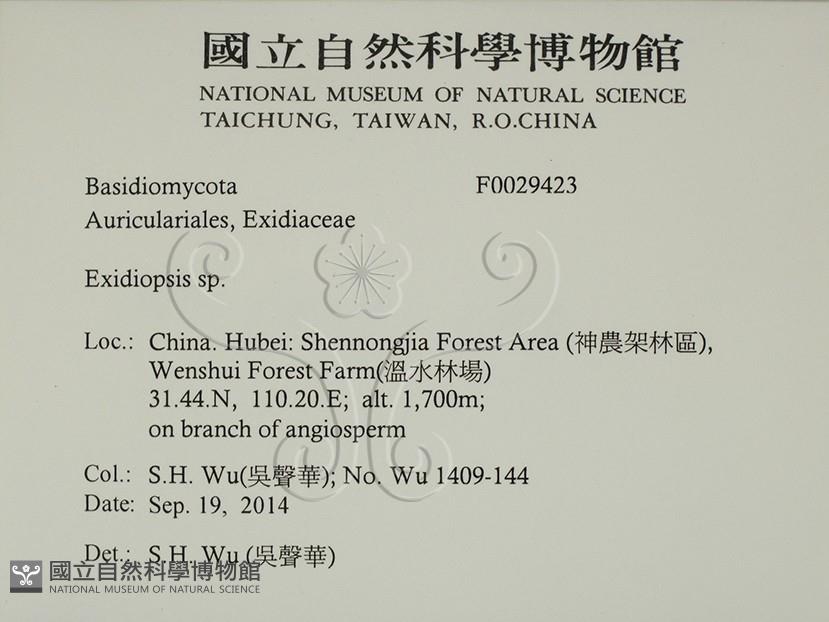 國立自然科學博物館
NATIONAL MUSEUM OF NATURAL SCIENCE
TAICHUNG, TAIWAN, R.O.CHINA
Basidiomycota F0029423
Auriculariales, Exidiaceae
Exidiopsis sp.
Loc.: China. Hubei: Shennongjia Forest Area (神農架林區),
Wenshui Forest Farm(溫水林場)
31.44.N, 110.20.E; alt. 1,700m;
on branch of angiosperm
Col.: S.H. Wu(吳聲華); No. Wu 1409-144
Date: Sep. 19, 2014
Det.: S.H. Wu (吳聲華)
國立自然科學博物館
NATIONAL MUSEUM OF NATURAL SCIENCE